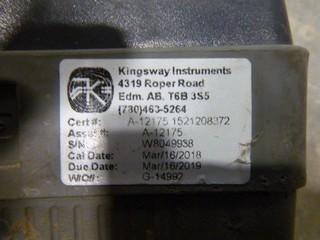 Kingsway Instruments
4319 Roper Road
Edm. AB. T6B 3S5
(780)463-5264
Cert #: A-12175 1521208372
Asset #: A-12175
S/N: W8049938
Cal Date: Mar/16/2018
Due Date: Mar/16/2019
W/O#: G-14992